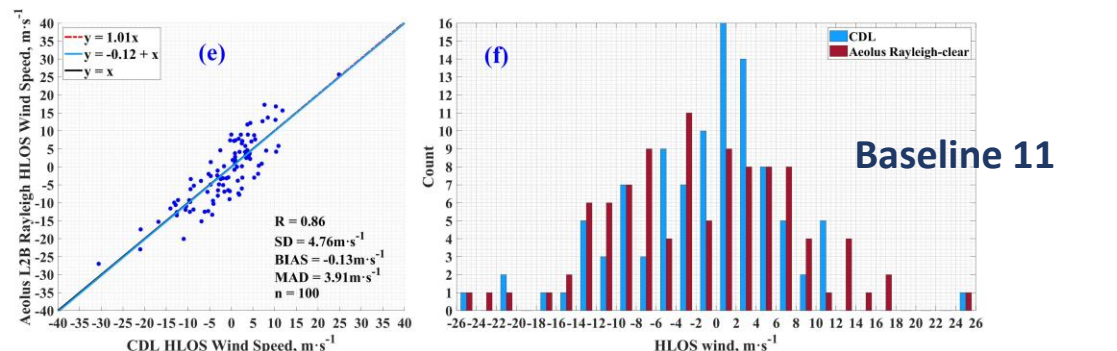 Aeolus L2B Rayleigh HLOS Wind Speed, m·s⁻¹
40
35
30
25
20
15
10
5
0
-5
-10
-15
-20
-25
-30
-35
-40
y = 1.01x
y = -0.12 + x
y = x
(e)
R = 0.86
SD = 4.76m·s⁻¹
BIAS = -0.13m·s⁻¹
MAD = 3.91m·s⁻¹
n = 100
-40 -35 -30 -25 -20 -15 -10 -5 0 5 10 15 20 25 30 35 40
CDL HLOS Wind Speed, m·s⁻¹
Count
16
14
12
11
10
9
8
7
6
5
4
3
2
1
0
(f)
CDL
Aeolus Rayleigh-clear
-26 -24 -22 -20 -18 -16 -14 -12 -10 -8 -6 -4 -2 0 2 4 6 8 10 12 14 16 18 20 22 24 26
HLOS wind, m·s⁻¹
Baseline 11